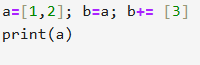 a=[1,2]; b=a; b+= [3]
print(a)